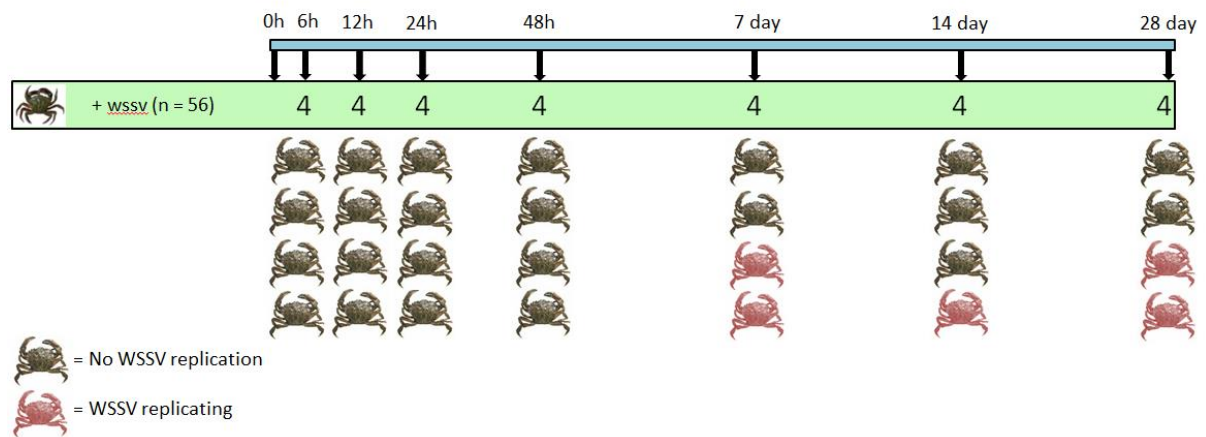 0h 6h 12h 24h 48h 7 day 14 day 28 day
+ wssv (n = 56) 4 4 4 4 4 4 4
= No WSSV replication
= WSSV replicating